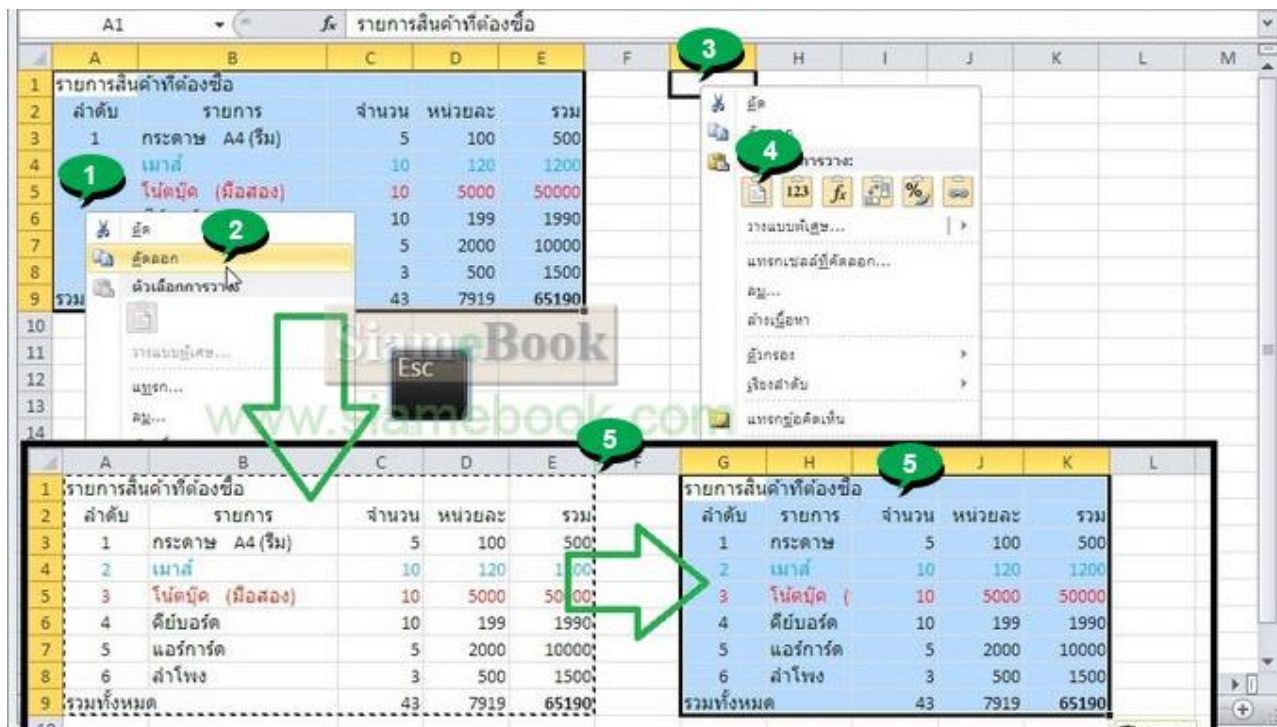 A1 fx รายการสินค้าที่ต้องซื้อ
A B C D E F H I J K L M
1 รายการสินค้าที่ต้องซื้อ
2 ลำดับ รายการ จำนวน หน่วยละ รวม
3 1 กระดาษ A4 (รีม) 5 100 500
4 เมาส์ 10 120 1200
5 โน้ตบุ๊ค (มือสอง) 10 5000 50000
6 10 199 1990
7 5 2000 10000
8 3 500 1500
9 รวม 43 7919 65190
10
11
12
13
14
1
2
ตัด
คัดลอก
ตัวเลือกการวาง:
วางแบบพิเศษ...
แทรก...
ลบ...
3
ตัด
4
การวาง:
123 fx %
วางแบบพิเศษ...
แทรกเซลล์ที่คัดลอก...
ลบ...
ล้างเนื้อหา
ตัวกรอง
เรียงลำดับ
แทรกข้อคิดเห็น
SiameBook
Esc
www.siamebook.com
5
A B C D E F
1 รายการสินค้าที่ต้องซื้อ
2 ลำดับ รายการ จำนวน หน่วยละ รวม
3 1 กระดาษ A4 (รีม) 5 100 500
4 2 เมาส์ 10 120 1200
5 3 โน้ตบุ๊ค (มือสอง) 10 5000 50000
6 4 คีย์บอร์ด 10 199 1990
7 5 แอร์การ์ด 5 2000 10000
8 6 ลำโพง 3 500 1500
9 รวมทั้งหมด 43 7919 65190
5
G H J K L
รายการสินค้าที่ต้องซื้อ
ลำดับ รายการ จำนวน หน่วยละ รวม
1 กระดาษ 5 100 500
2 เมาส์ 10 120 1200
3 โน้ตบุ๊ค ( 10 5000 50000
4 คีย์บอร์ด 10 199 1990
5 แอร์การ์ด 5 2000 10000
6 ลำโพง 3 500 1500
รวมทั้งหมด 43 7919 65190